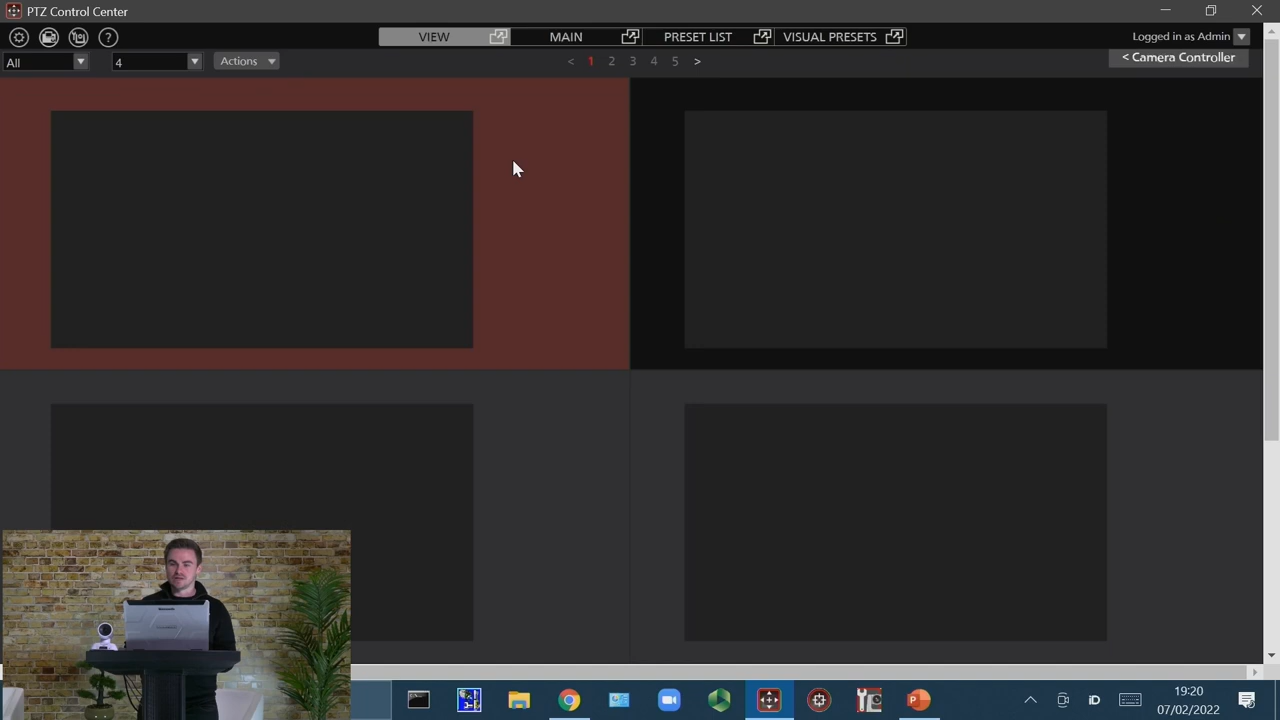 PTZ Control Center
VIEW
MAIN
PRESET LIST
VISUAL PRESETS
Logged in as Admin
All
4
Actions
< 1 2 3 4 5 >
< Camera Controller
19:20
07/02/2022